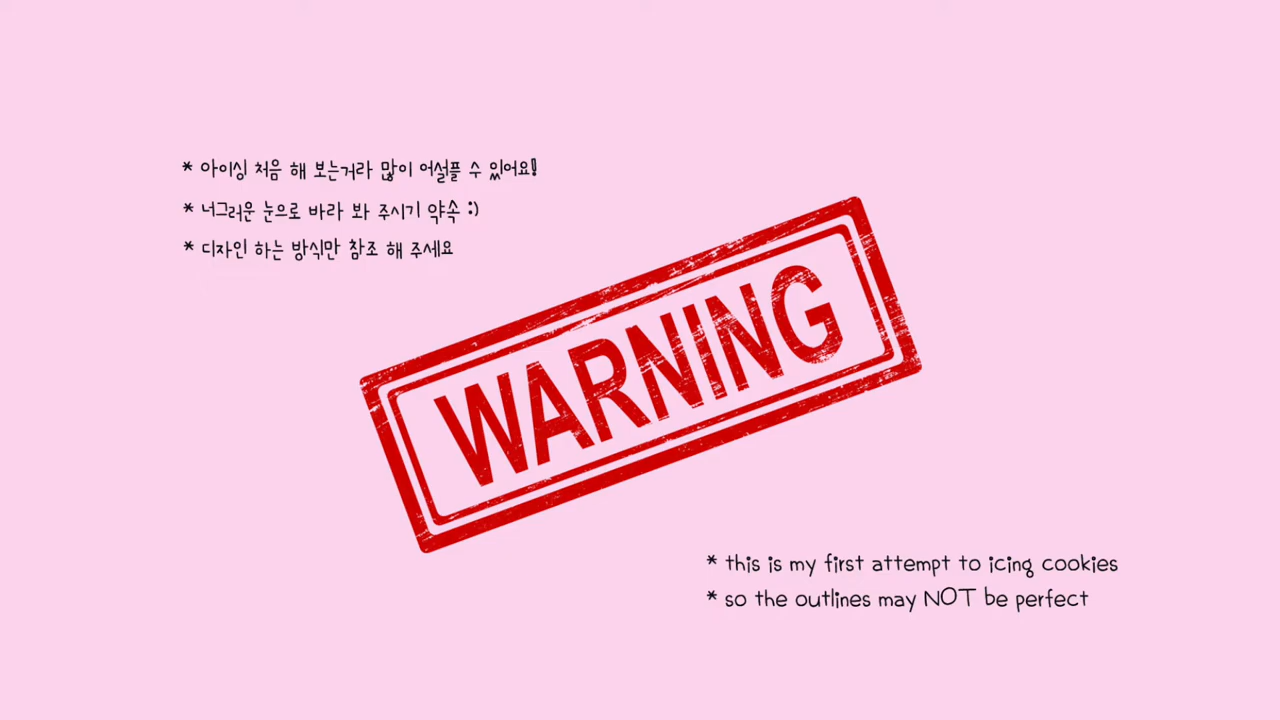 * 아이싱 처음 해 보는거라 많이 어설플 수 있어요!
* 너그러운 눈으로 바라 봐 주시기 약속 :)
* 디자인 하는 방식만 참조 해 주세요
WARNING
* this is my first attempt to icing cookies
* so the outlines may NOT be perfect